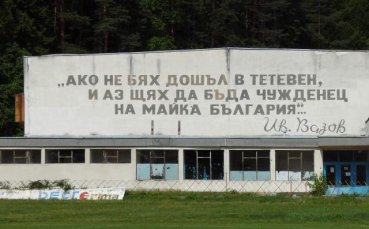 „АКО НЕ БЯХ ДОШЪЛ В ТЕТЕВЕН,
И АЗ ЩЯХ ДА БЪДА ЧУЖДЕНЕЦ
НА МАЙКА БЪЛГАРИЯ“...
Ив. Вазов